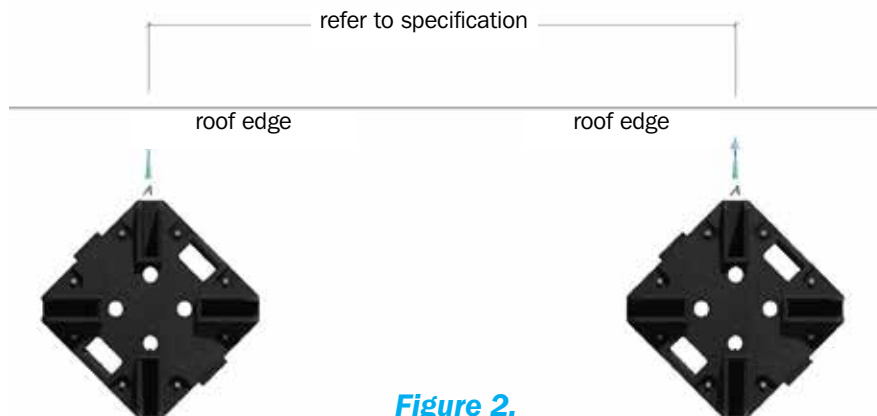 refer to specification
roof edge roof edge
A A
Figure 2.